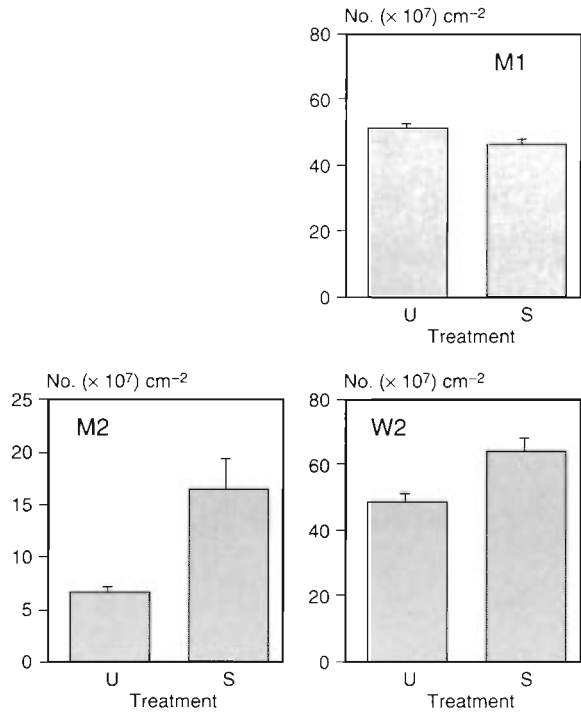 No. (× 10⁷) cm⁻²
80
M1
60
40
20
0
U S
Treatment
No. (× 10⁷) cm⁻²
25
M2
20
15
10
5
0
U S
Treatment
No. (× 10⁷) cm⁻²
80
W2
60
40
60
0
U S
Treatment